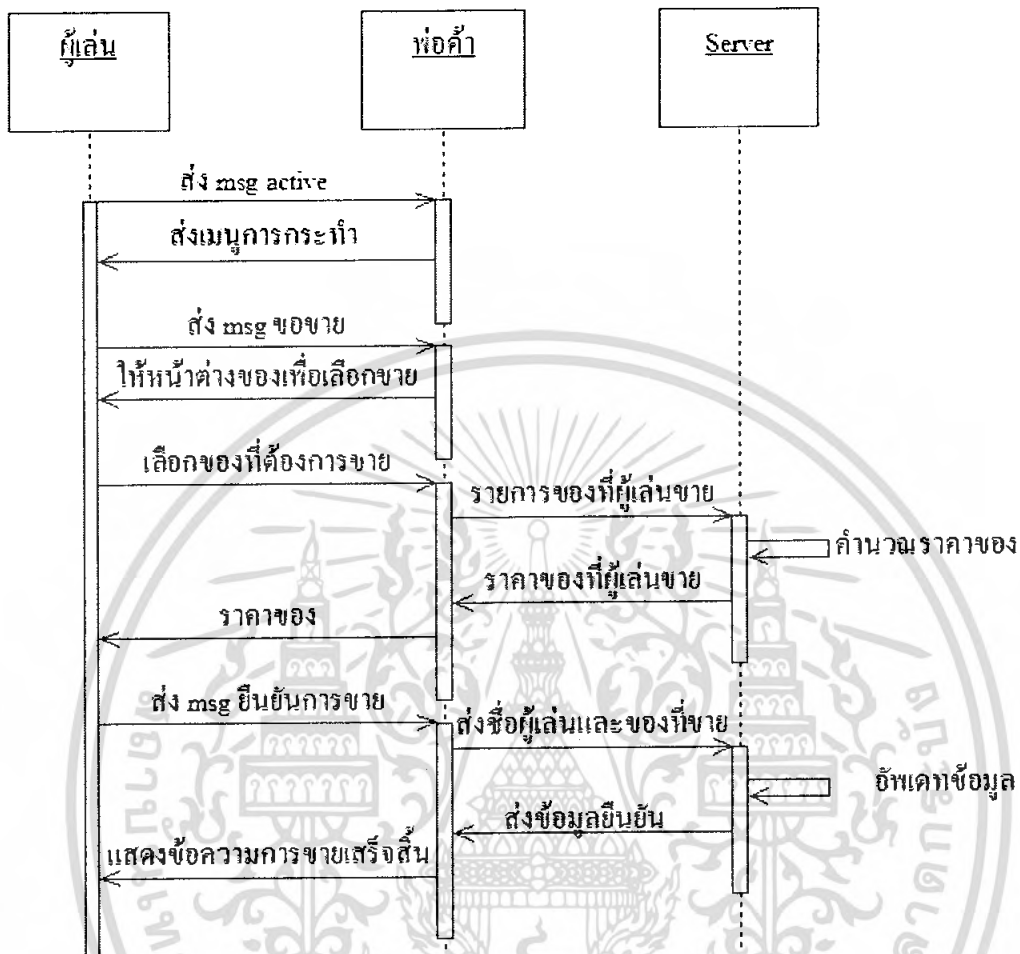 ผู้เล่น
พ่อค้า
Server
ส่ง msg active
ส่งเมนูการกระทำ
ส่ง msg ขอขาย
ให้หน้าต่างของเพื่อเลือกขาย
เลือกของที่ต้องการขาย
รายการของที่ผู้เล่นขาย
คำนวณราคาของ
ราคาของที่ผู้เล่นขาย
ราคาของ
ส่ง msg ยืนยันการขาย
ส่งชื่อผู้เล่นและของที่ขาย
อัพเดทข้อมูล
ส่งข้อมูลยืนยัน
แสดงข้อความการขายเสร็จสิ้น